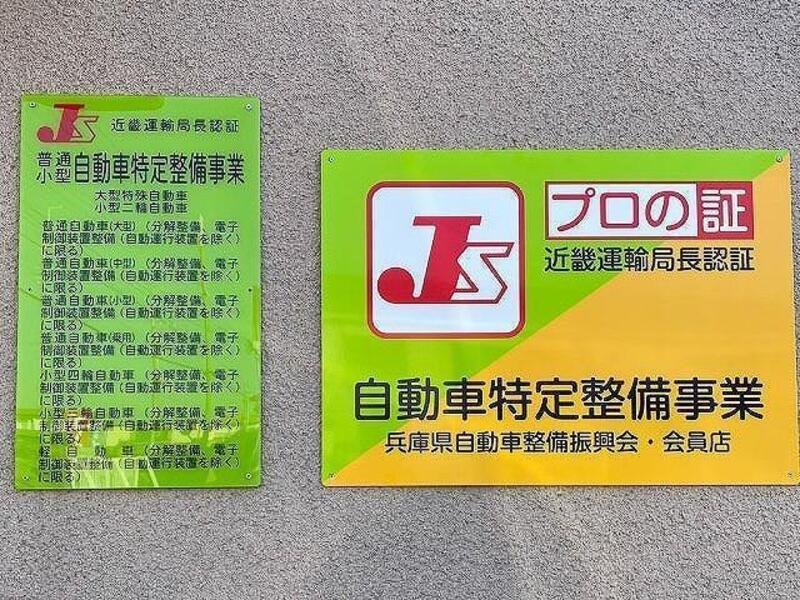 JS 近畿運輸局長認証
普通
小型 自動車特定整備事業
大型特殊自動車
小型二輪自動車
普通自動車(大型)(分解整備、電子
制御装置整備(自動運行装置を除く)
に限る)
普通自動車(中型)(分解整備、電子
制御装置整備(自動運行装置を除く)
に限る)
普通自動車(小型)(分解整備、電子
制御装置整備(自動運行装置を除く)
に限る)
普通自動車(乗用)(分解整備、電子
制御装置整備(自動運行装置を除く)
に限る)
小型四輪自動車(分解整備、電子
制御装置整備(自動運行装置を除く)
に限る)
小型三輪自動車(分解整備、電子
制御装置整備(自動運行装置を除く)
に限る)
軽自動車(分解整備、電子
制御装置整備(自動運行装置を除く)
に限る)
JS
プロの証
近畿運輸局長認証
自動車特定整備事業
兵庫県自動車整備振興会・会員店